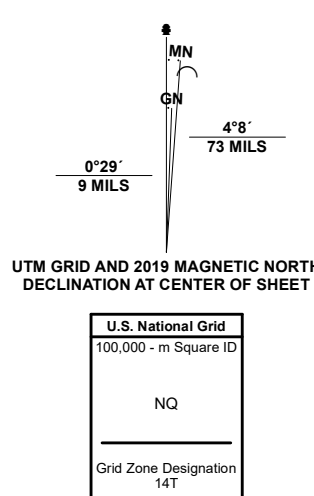 MN
GN
4°8´
73 MILS
0°29´
9 MILS
UTM GRID AND 2019 MAGNETIC NORTH
DECLINATION AT CENTER OF SHEET
U.S. National Grid
100,000 - m Square ID
NQ
Grid Zone Designation
14T